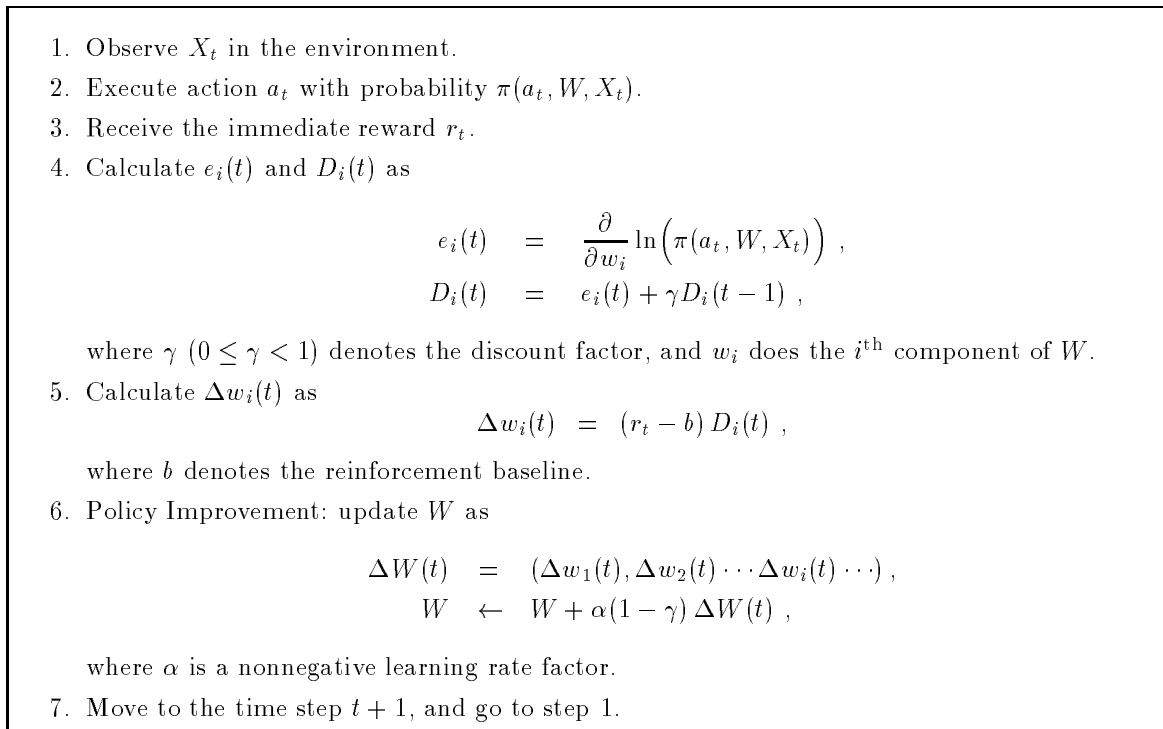 1. Observe X_t in the environment.
2. Execute action a_t with probability π(a_t, W, X_t).
3. Receive the immediate reward r_t.
4. Calculate e_i(t) and D_i(t) as
e_i(t) = ∂/∂w_i ln(π(a_t, W, X_t)) ,
D_i(t) = e_i(t) + γD_i(t − 1) ,
where γ (0 ≤ γ < 1) denotes the discount factor, and w_i does the i^th component of W.
5. Calculate Δw_i(t) as
Δw_i(t) = (r_t − b) D_i(t) ,
where b denotes the reinforcement baseline.
6. Policy Improvement: update W as
ΔW(t) = (Δw_1(t), Δw_2(t) ··· Δw_i(t) ···) ,
W ← W + α(1 − γ) ΔW(t) ,
where α is a nonnegative learning rate factor.
7. Move to the time step t + 1, and go to step 1.